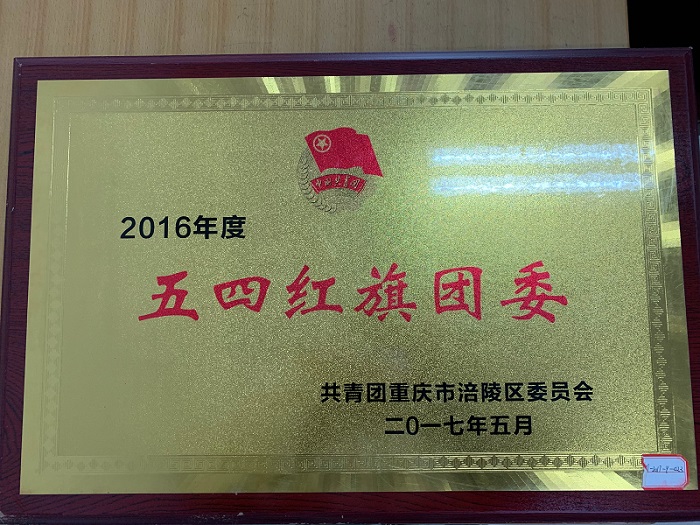 2016年度
五四红旗团委
共青团重庆市涪陵区委员会
二0一七年五月